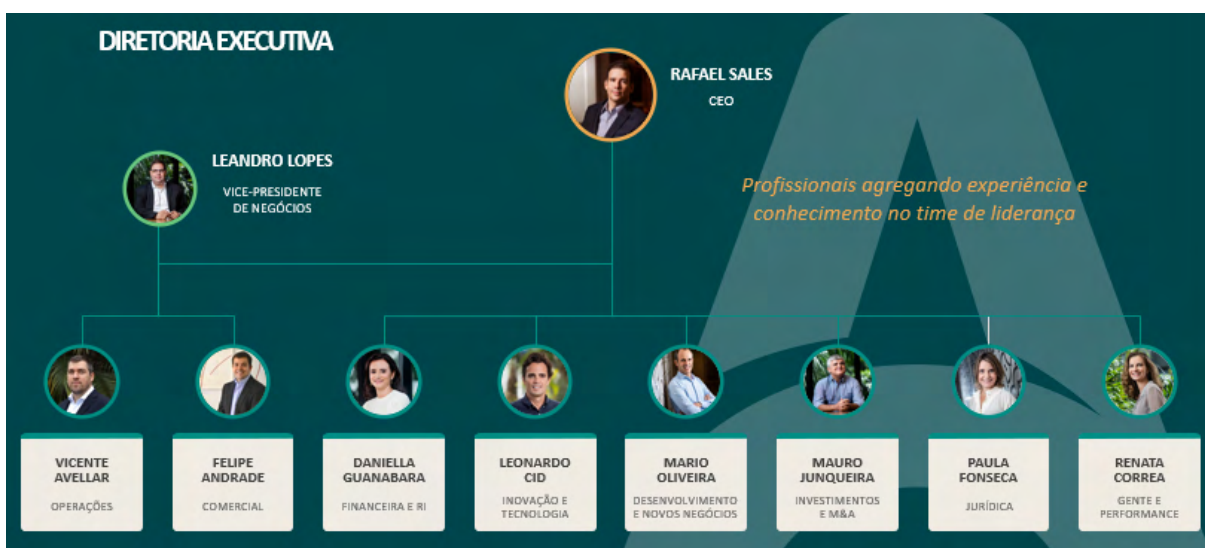 DIRETORIA EXECUTIVA
RAFAEL SALES
CEO
LEANDRO LOPES
VICE-PRESIDENTE
DE NEGÓCIOS
Profissionais agregando experiência e
conhecimento no time de liderança
VICENTE
AVELLAR
OPERAÇÕES
FELIPE
ANDRADE
COMERCIAL
DANIELLA
GUANABARA
FINANCEIRA E RI
LEONARDO
CID
INOVAÇÃO E
TECNOLOGIA
MARIO
OLIVEIRA
DESENVOLVIMENTO
E NOVOS NEGÓCIOS
MAURO
JUNQUEIRA
INVESTIMENTOS
E M&A
PAULA
FONSECA
JURÍDICA
RENATA
CORREA
GENTE E
PERFORMANCE